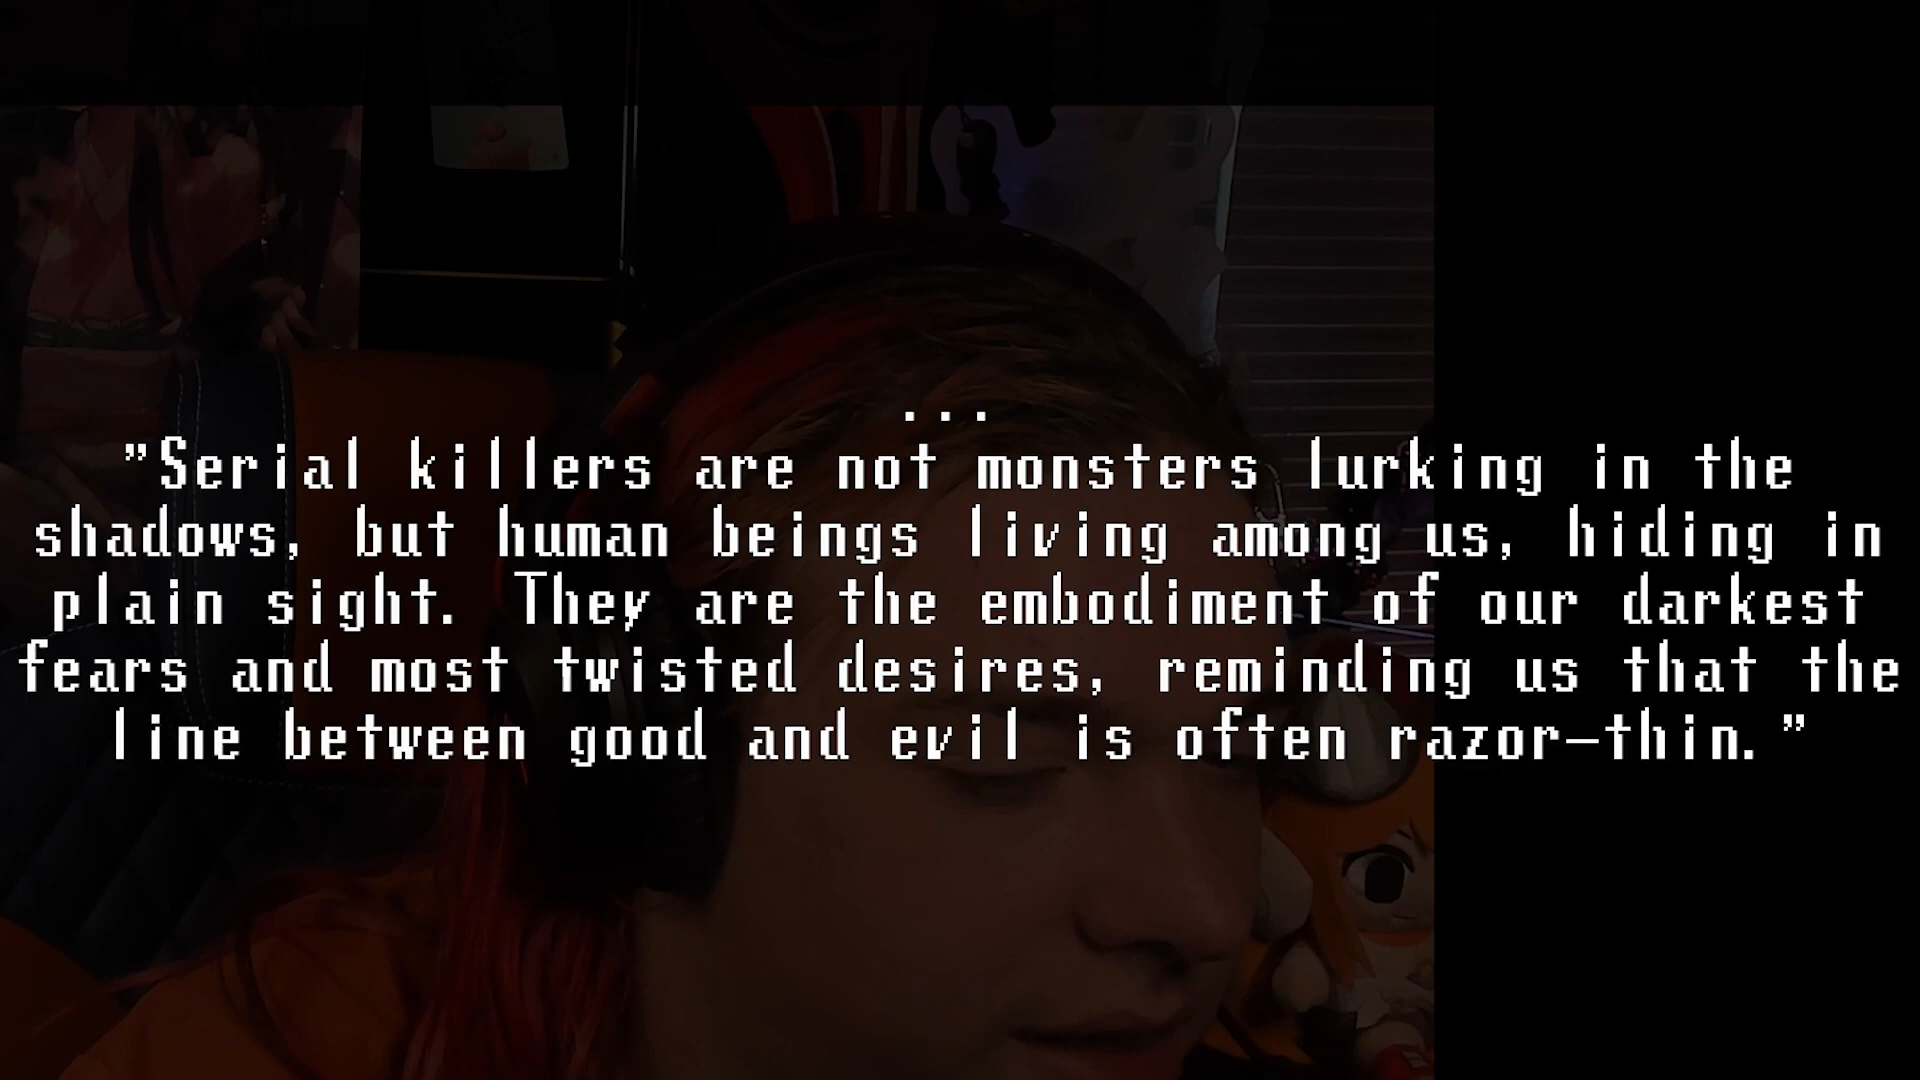 ...
"Serial killers are not monsters lurking in the
shadows, but human beings living among us, hiding in
plain sight. They are the embodiment of our darkest
fears and most twisted desires, reminding us that the
line between good and evil is often razor-thin."